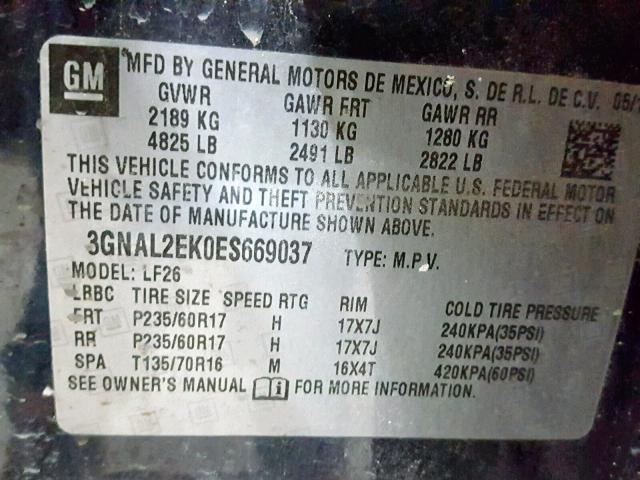 GM
MFD BY GENERAL MOTORS DE MEXICO, S. DE R.L. DE C.V. 05/
GVWR GAWR FRT GAWR RR
2189 KG 1130 KG 1280 KG
4825 LB 2491 LB 2822 LB
THIS VEHICLE CONFORMS TO ALL APPLICABLE U.S. FEDERAL MOTOR
VEHICLE SAFETY AND THEFT PREVENTION STANDARDS IN EFFECT ON
THE DATE OF MANUFACTURE SHOWN ABOVE.
3GNAL2EK0ES669037 TYPE: M.P.V.
MODEL: LF26
LRBC TIRE SIZE SPEED RTG RIM COLD TIRE PRESSURE
FRT P235/60R17 H 17X7J 240KPA(35PSI)
RR P235/60R17 H 17X7J 240KPA(35PSI)
SPA T135/70R16 M 16X4T 420KPA(60PSI)
SEE OWNER'S MANUAL FOR MORE INFORMATION.